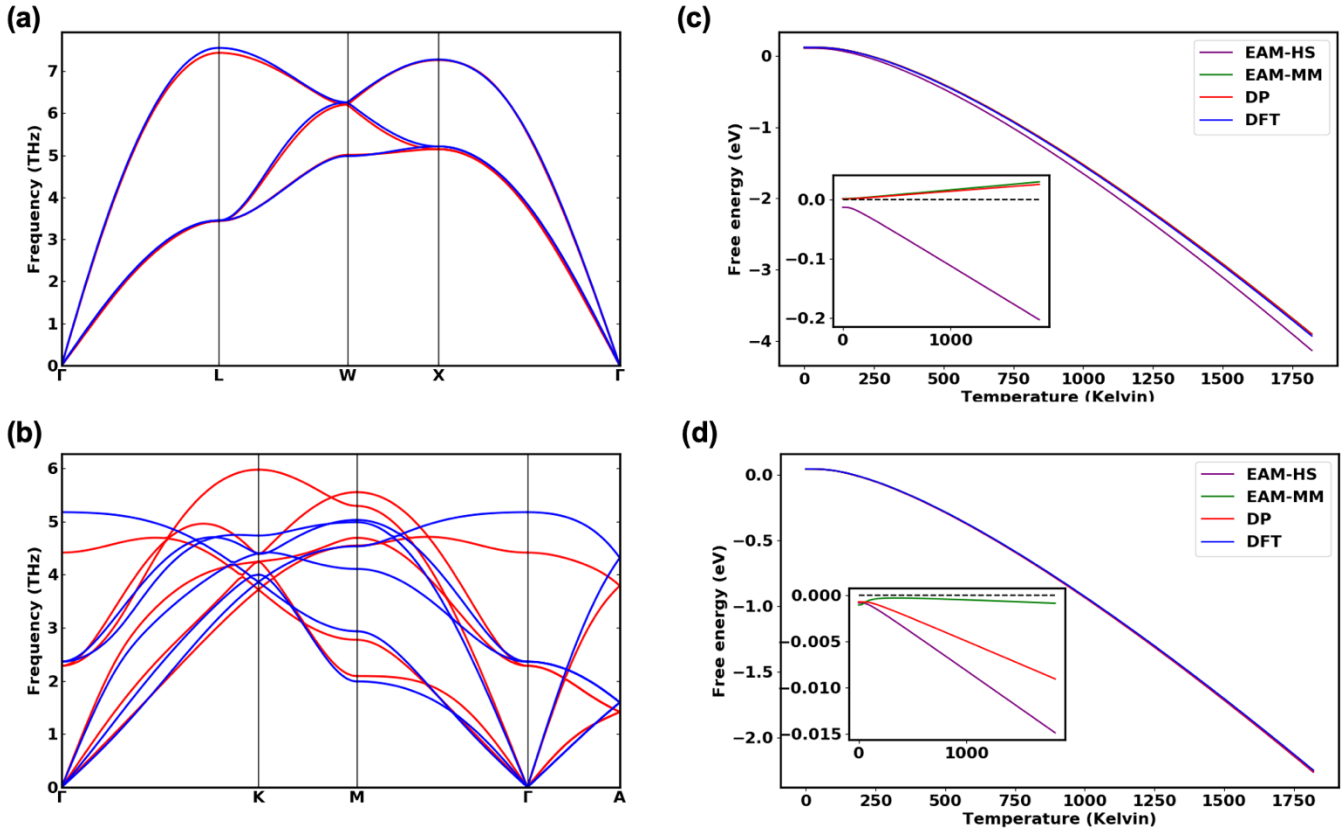 (a)
Frequency (THz)
7
6
5
4
3
2
1
0
Γ L W X Γ
(c)
Free energy (eV)
0
−1
−2
−3
−4
EAM-HS
EAM-MM
DP
DFT
0.0
−0.1
−0.2
0 1000
0 250 500 750 1000 1250 1500 1750
Temperature (Kelvin)
(b)
Frequency (THz)
6
5
4
3
2
1
0
Γ K M Γ A
(d)
Free energy (eV)
0.0
−0.5
−1.0
−1.5
−2.0
EAM-HS
EAM-MM
DP
DFT
0.000
−0.005
−0.010
−0.015
0 1000
0 250 500 750 1000 1250 1500 1750
Temperature (Kelvin)